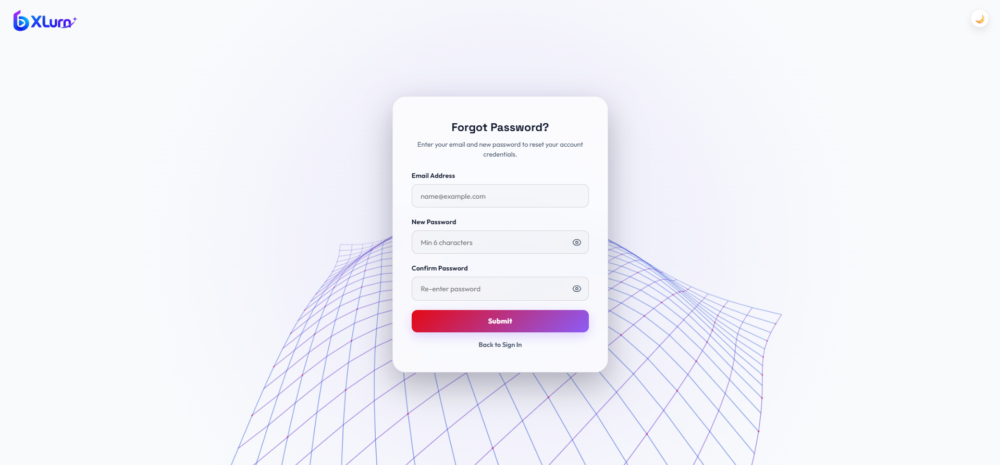 XLurn
Forgot Password?
Enter your email and new password to reset your account
credentials.
Email Address
name@example.com
New Password
Min 6 characters
Confirm Password
Re-enter password
Submit
Back to Sign In